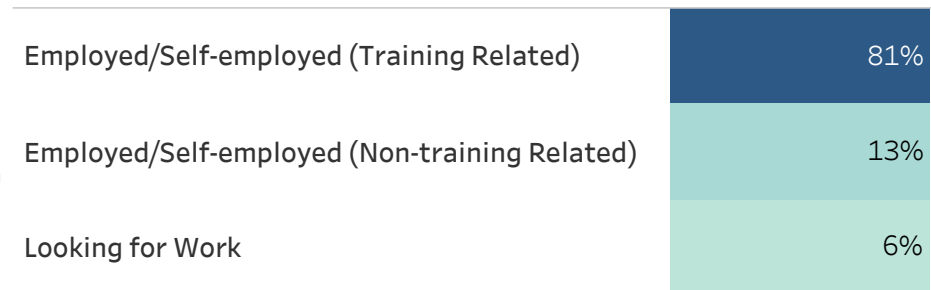 Employed/Self-employed (Training Related) 81%
Employed/Self-employed (Non-training Related) 13%
Looking for Work 6%